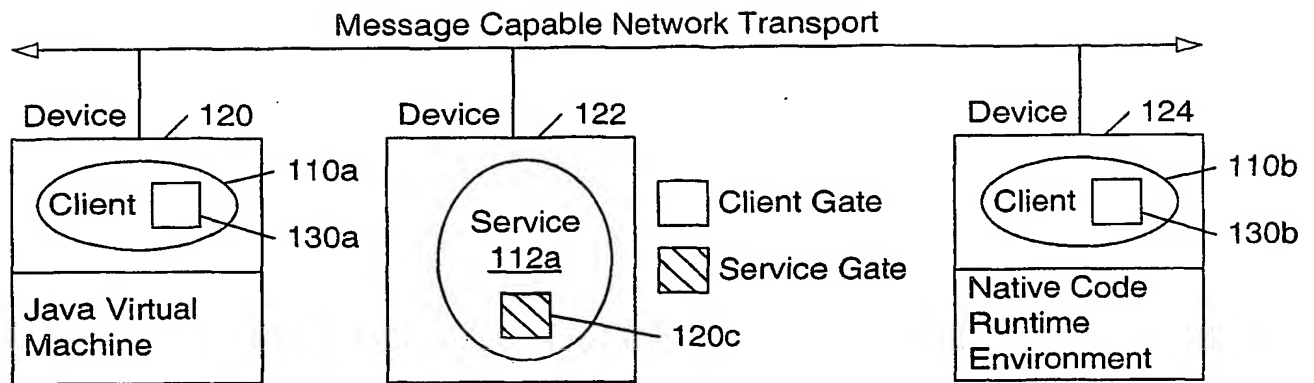 Message Capable Network Transport
Device 120
Device 122
Device 124
110a
Client
130a
Java Virtual
Machine
Service
112a
120c
Client Gate
Service Gate
110b
Client
130b
Native Code
Runtime
Environment